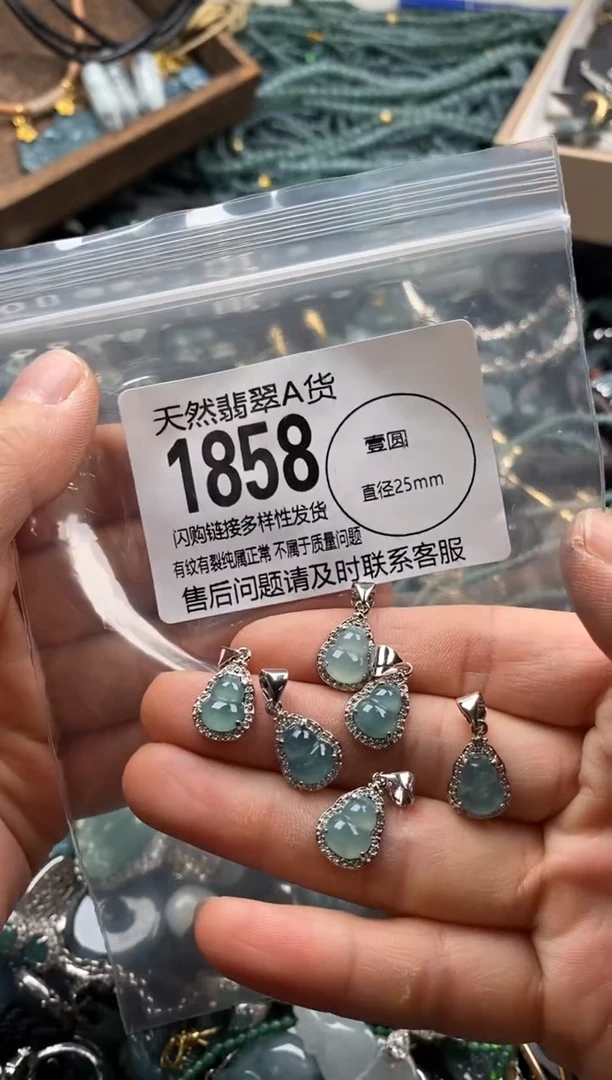 天然翡翠A货
1858
壹圆
直径25mm
闪购链接多样性发货
有纹有裂纯属正常 不属于质量问题
售后问题请及时联系客服